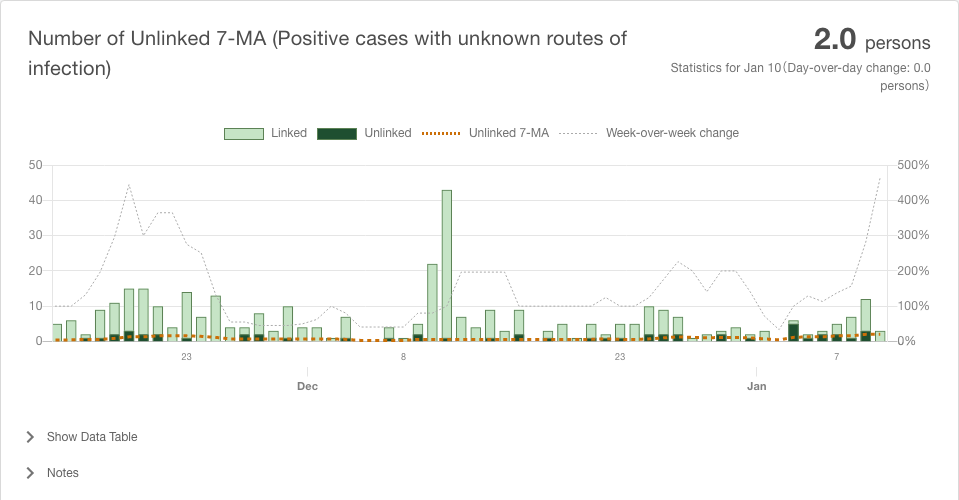 Number of Unlinked 7-MA (Positive cases with unknown routes of
infection)
2.0 persons
Statistics for Jan 10(Day-over-day change: 0.0
persons)
Linked Unlinked Unlinked 7-MA Week-over-week change
50 500%
40 400%
30 300%
20 200%
10 100%
0 0%
23 8 23 7
Dec Jan
Show Data Table
Notes